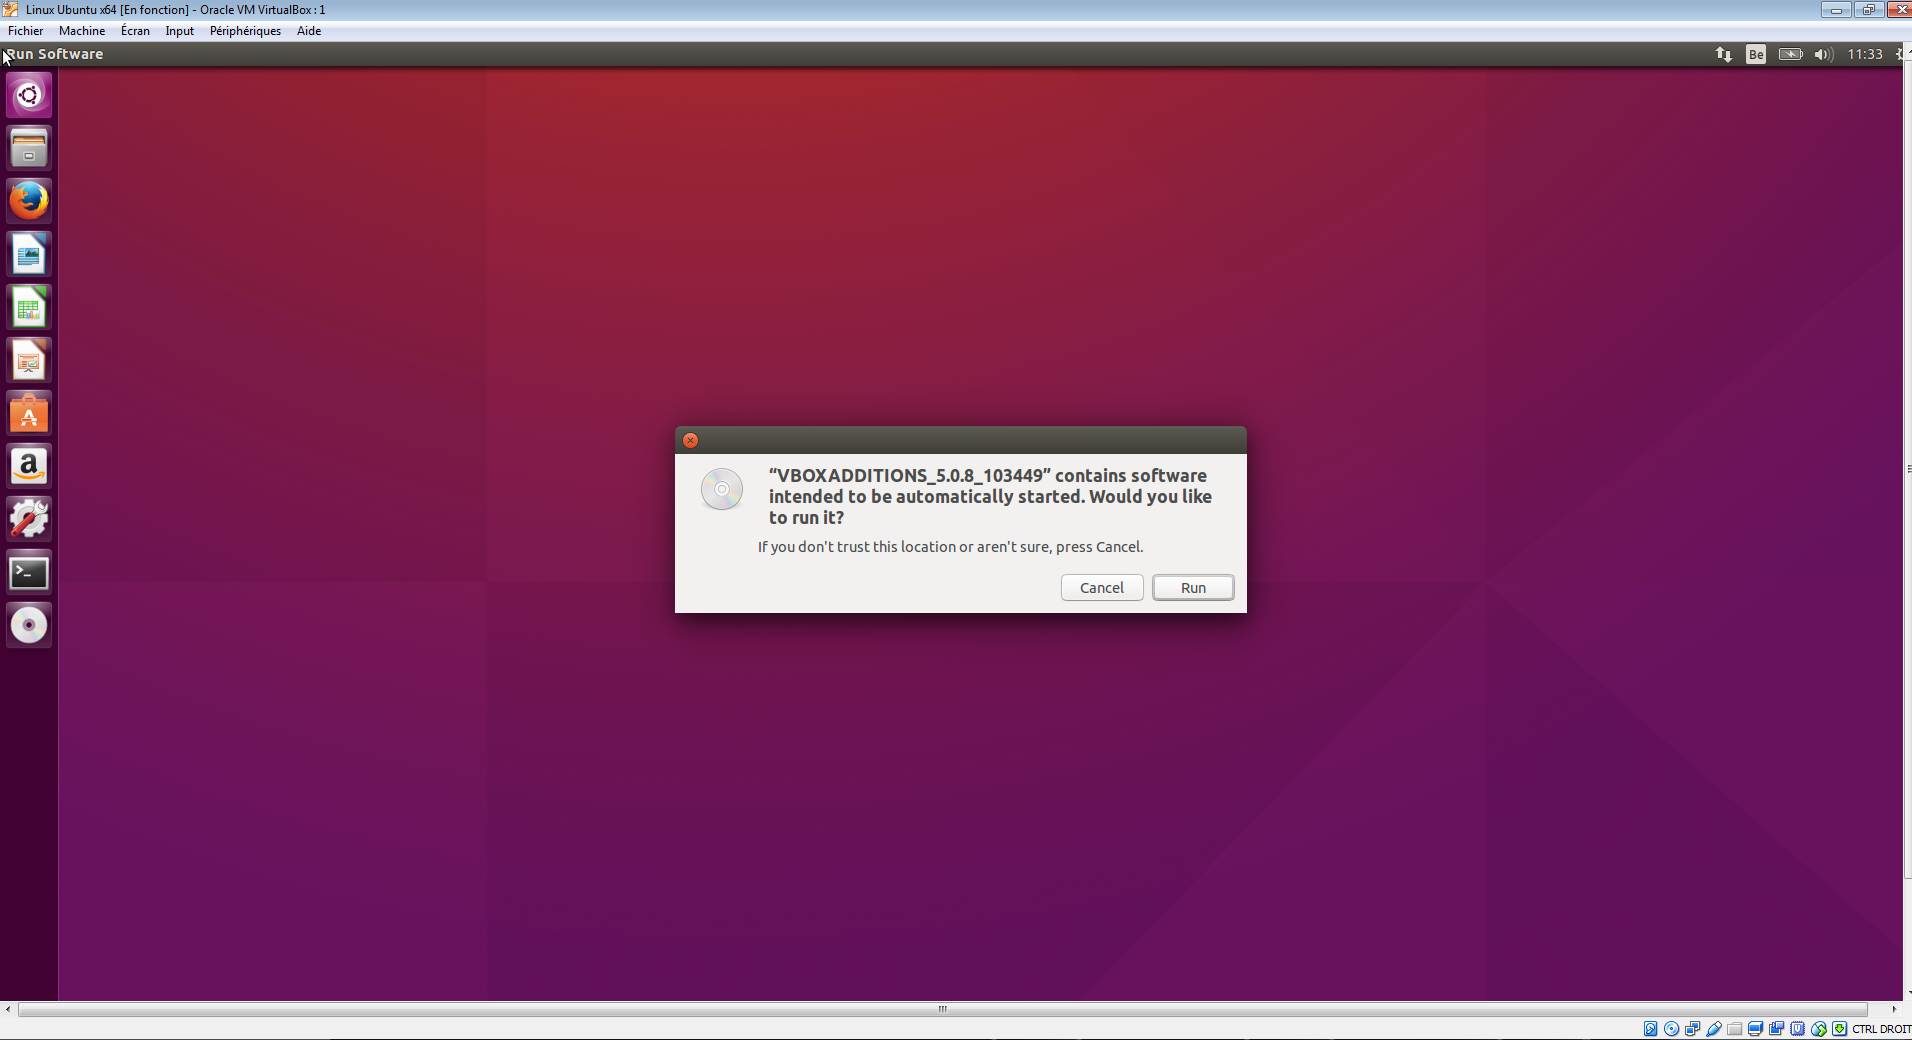 Linux Ubuntu x64 [En fonction] - Oracle VM VirtualBox : 1
Fichier Machine Écran Input Périphériques Aide
Run Software
Be
11:33
“VBOXADDITIONS_5.0.8_103449” contains software
intended to be automatically started. Would you like
to run it?
If you don't trust this location or aren't sure, press Cancel.
Cancel Run
CTRL DROIT